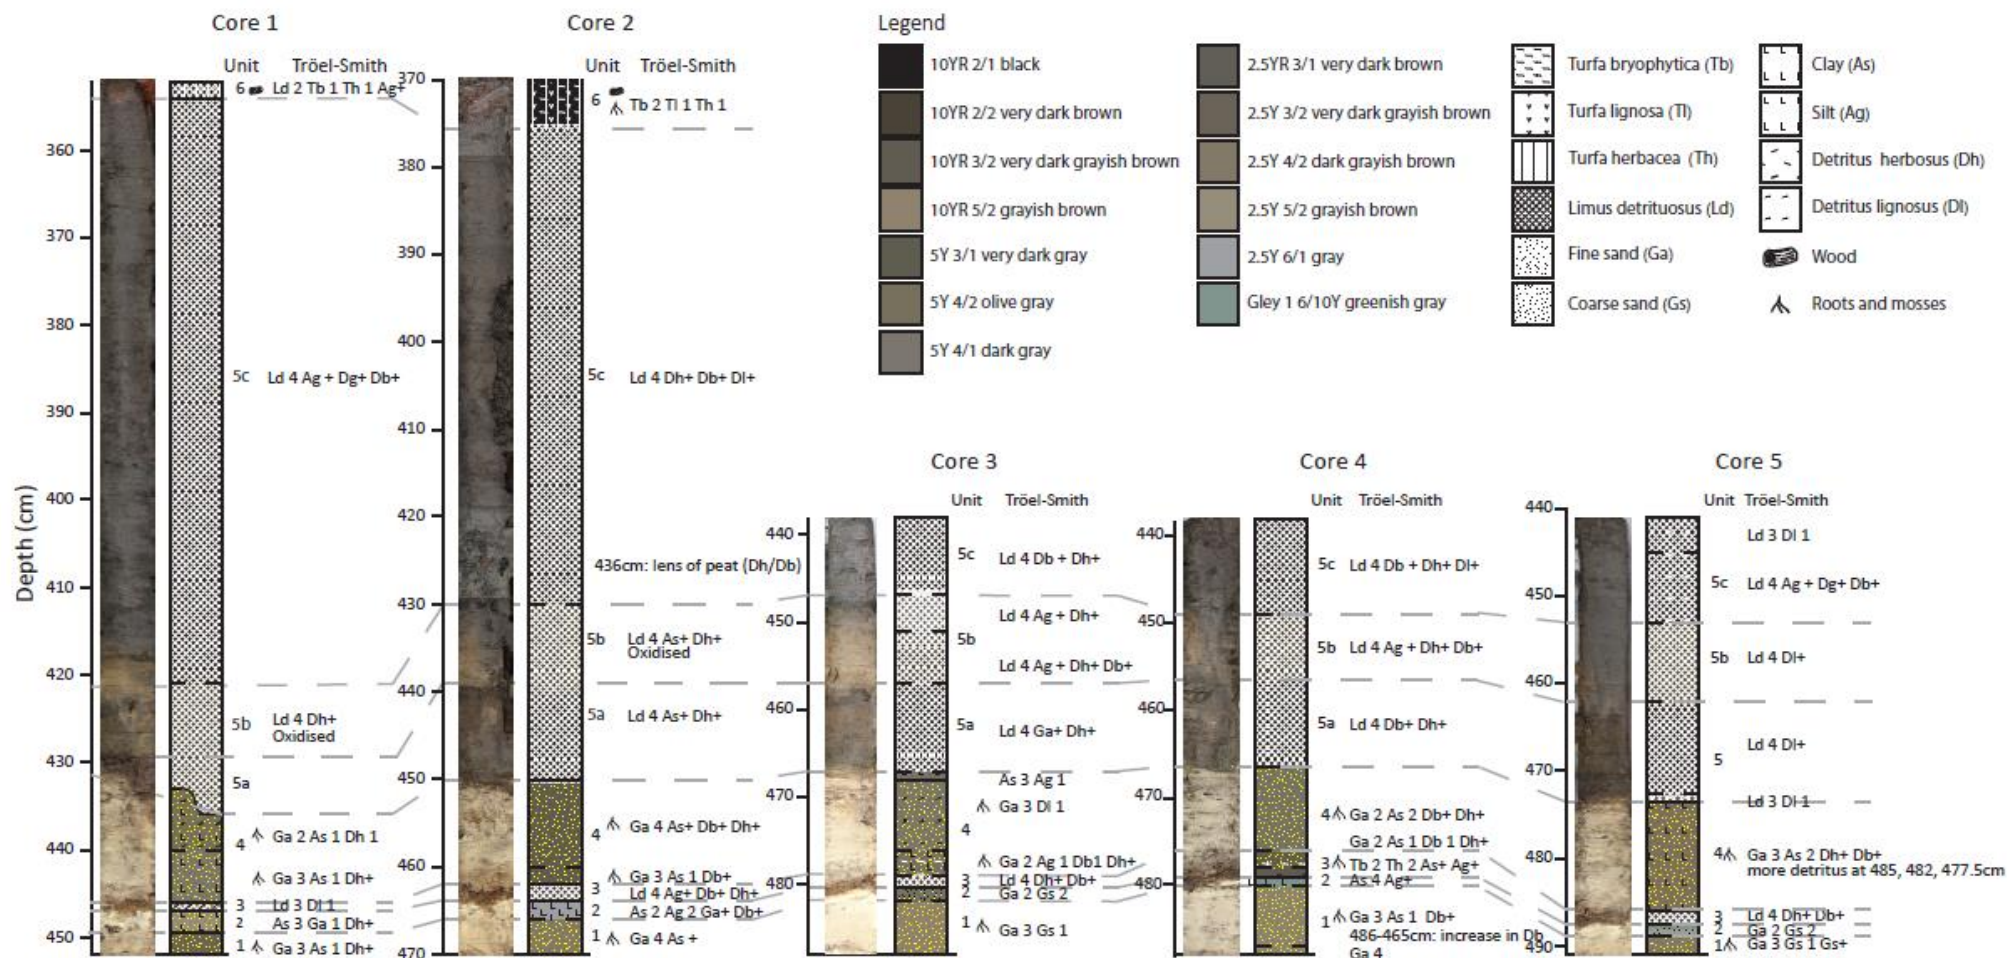 Core 1
Unit Tröel-Smith
6 Ld 2 Tb 1 Th 1 Ag+
5c Ld 4 Ag + Dg+ Db+
5b Ld 4 Dh+
Oxidised
5a
4 Ga 2 As 1 Dh 1
Ga 3 As 1 Dh+
3 Ld 3 Dl 1
2 As 3 Ga 1 Dh+
1 Ga 3 As 1 Dh+
Depth (cm)
360
370
380
390
400
410
420
430
440
450
Core 2
Unit Tröel-Smith
370
380
390
400
410
420
430
440
450
460
470
6 Tb 2 Tl 1 Th 1
5c Ld 4 Dh+ Db+ Dl+
436cm: lens of peat (Dh/Db)
5b Ld 4 As+ Dh+
Oxidised
5a Ld 4 As+ Dh+
4 Ga 4 As+ Db+ Dh+
Ga 3 As 1 Db+
3 Ld 4 Ag+ Db+ Dh+
2 As 2 Ag 2 Ga+ Db+
1 Ga 4 As +
Legend
10YR 2/1 black
10YR 2/2 very dark brown
10YR 3/2 very dark grayish brown
10YR 5/2 grayish brown
5Y 3/1 very dark gray
5Y 4/2 olive gray
5Y 4/1 dark gray
2.5YR 3/1 very dark brown
2.5Y 3/2 very dark grayish brown
2.5Y 4/2 dark grayish brown
2.5Y 5/2 grayish brown
2.5Y 6/1 gray
Gley 1 6/10Y greenish gray
Turfa bryophytica (Tb)
Turfa lignosa (Tl)
Turfa herbacea (Th)
Limus detrituosus (Ld)
Fine sand (Ga)
Coarse sand (Gs)
Clay (As)
Silt (Ag)
Detritus herbosus (Dh)
Detritus lignosus (Dl)
Wood
Roots and mosses
Core 3
Unit Tröel-Smith
440
450
460
470
480
5c Ld 4 Db + Dh+
Ld 4 Ag + Dh+
5b
Ld 4 Ag + Dh+ Db+
5a Ld 4 Ga+ Dh+
As 3 Ag 1
Ga 3 Dl 1
4
Ga 2 Ag 1 Db1 Dh+
3 Ld 4 Dh+ Db+
2 Ga 2 Gs 2
1 Ga 3 Gs 1
Core 4
Unit Tröel-Smith
440
450
460
470
480
5c Ld 4 Db + Dh+ Dl+
5b Ld 4 Ag + Dh+ Db+
5a Ld 4 Db+ Dh+
4 Ga 2 As 2 Db+ Dh+
Ga 2 As 1 Db 1 Dh+
3 Tb 2 Th 2 As+ Ag+
2 As 4 Ag+
1 Ga 3 As 1 Db+
486-465cm: increase in Db
Ga 4
Core 5
Unit Tröel-Smith
440
450
460
470
480
490
Ld 3 Dl 1
5c Ld 4 Ag + Dg+ Db+
5b Ld 4 Dl+
Ld 4 Dl+
5
Ld 3 Dl 1
4 Ga 3 As 2 Dh+ Db+
more detritus at 485, 482, 477.5cm
3 Ld 4 Dh+ Db+
2 Ga 2 Gs 2
1 Ga 3 Gs 1 Gs+